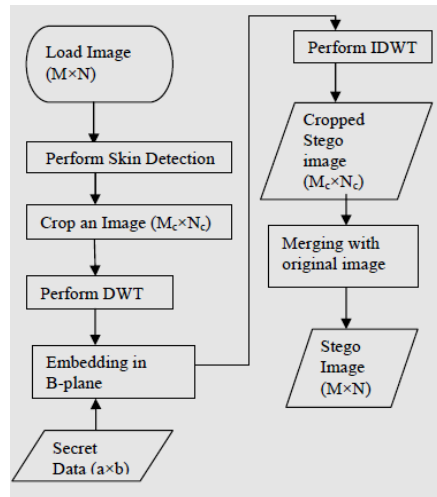 Load Image
(M×N)
Perform Skin Detection
Crop an Image (Mc×Nc)
Perform DWT
Embedding in
B-plane
Secret
Data (a×b)
Perform IDWT
Cropped
Stego
image
(Mc×Nc)
Merging with
original image
Stego
Image
(M×N)